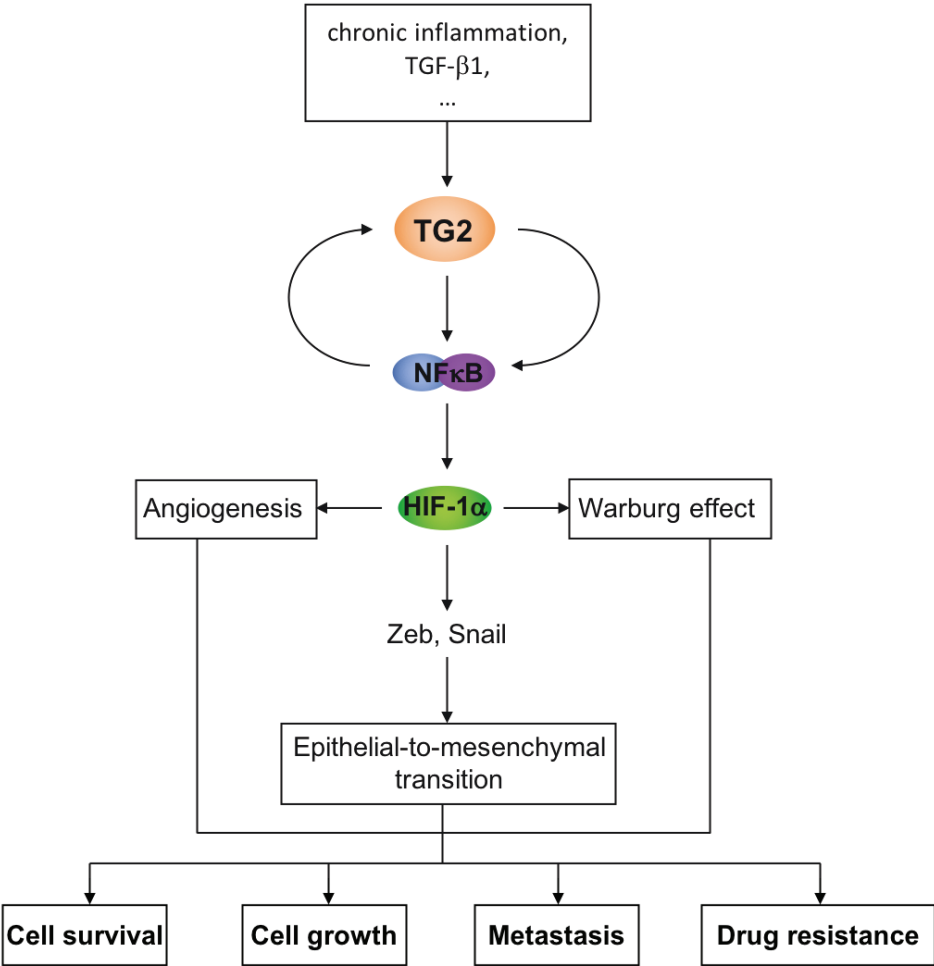 chronic inflammation,
TGF-β1,
...
TG2
NFκB
Angiogenesis
HIF-1α
Warburg effect
Zeb, Snail
Epithelial-to-mesenchymal
transition
Cell survival
Cell growth
Metastasis
Drug resistance